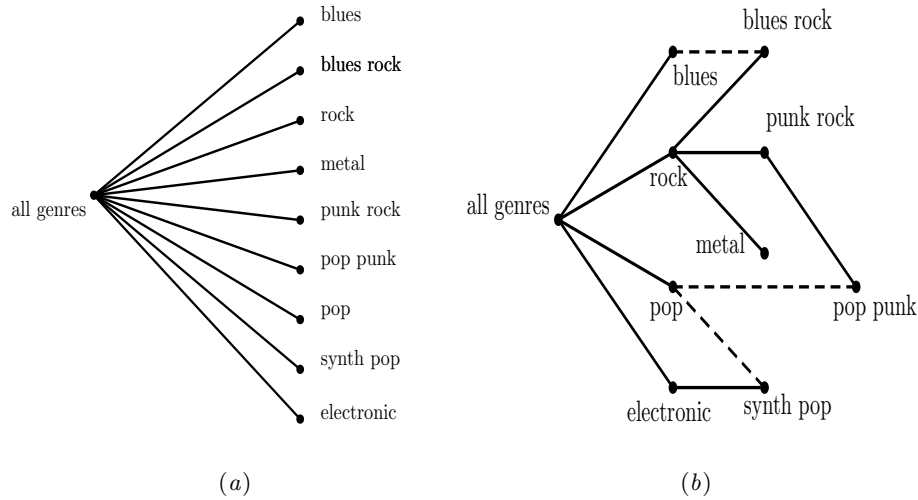 blues
blues rock
rock
metal
all genres
punk rock
pop punk
pop
synth pop
electronic
(a)
blues rock
blues
punk rock
rock
all genres
metal
pop
pop punk
electronic
synth pop
(b)